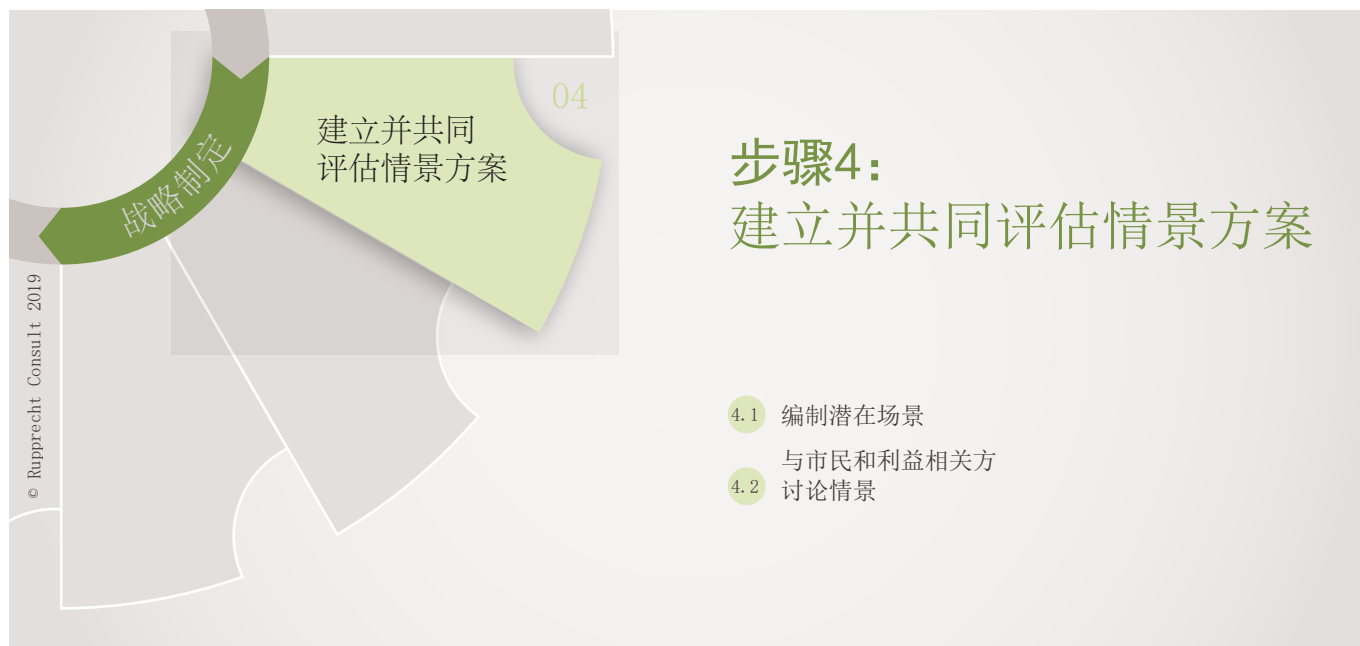 04
建立并共同
评估情景方案
战略制定
© Rupprecht Consult 2019
步骤4：
建立并共同评估情景方案
4.1 编制潜在场景
与市民和利益相关方
4.2 讨论情景